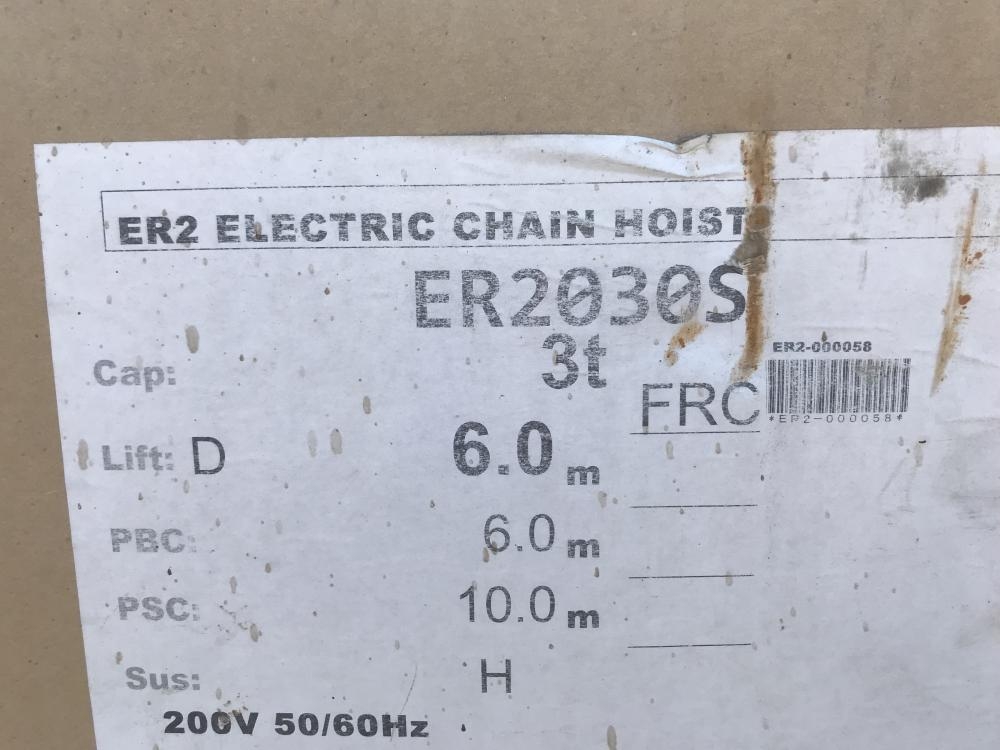 ER2 ELECTRIC CHAIN HOIST
ER2030S
Cap: 3t
FRC
ER2-000058
*ER2-000058*
Lift: D 6.0 m
PBC: 6.0 m
PSC: 10.0 m
Sus: H
200V 50/60Hz